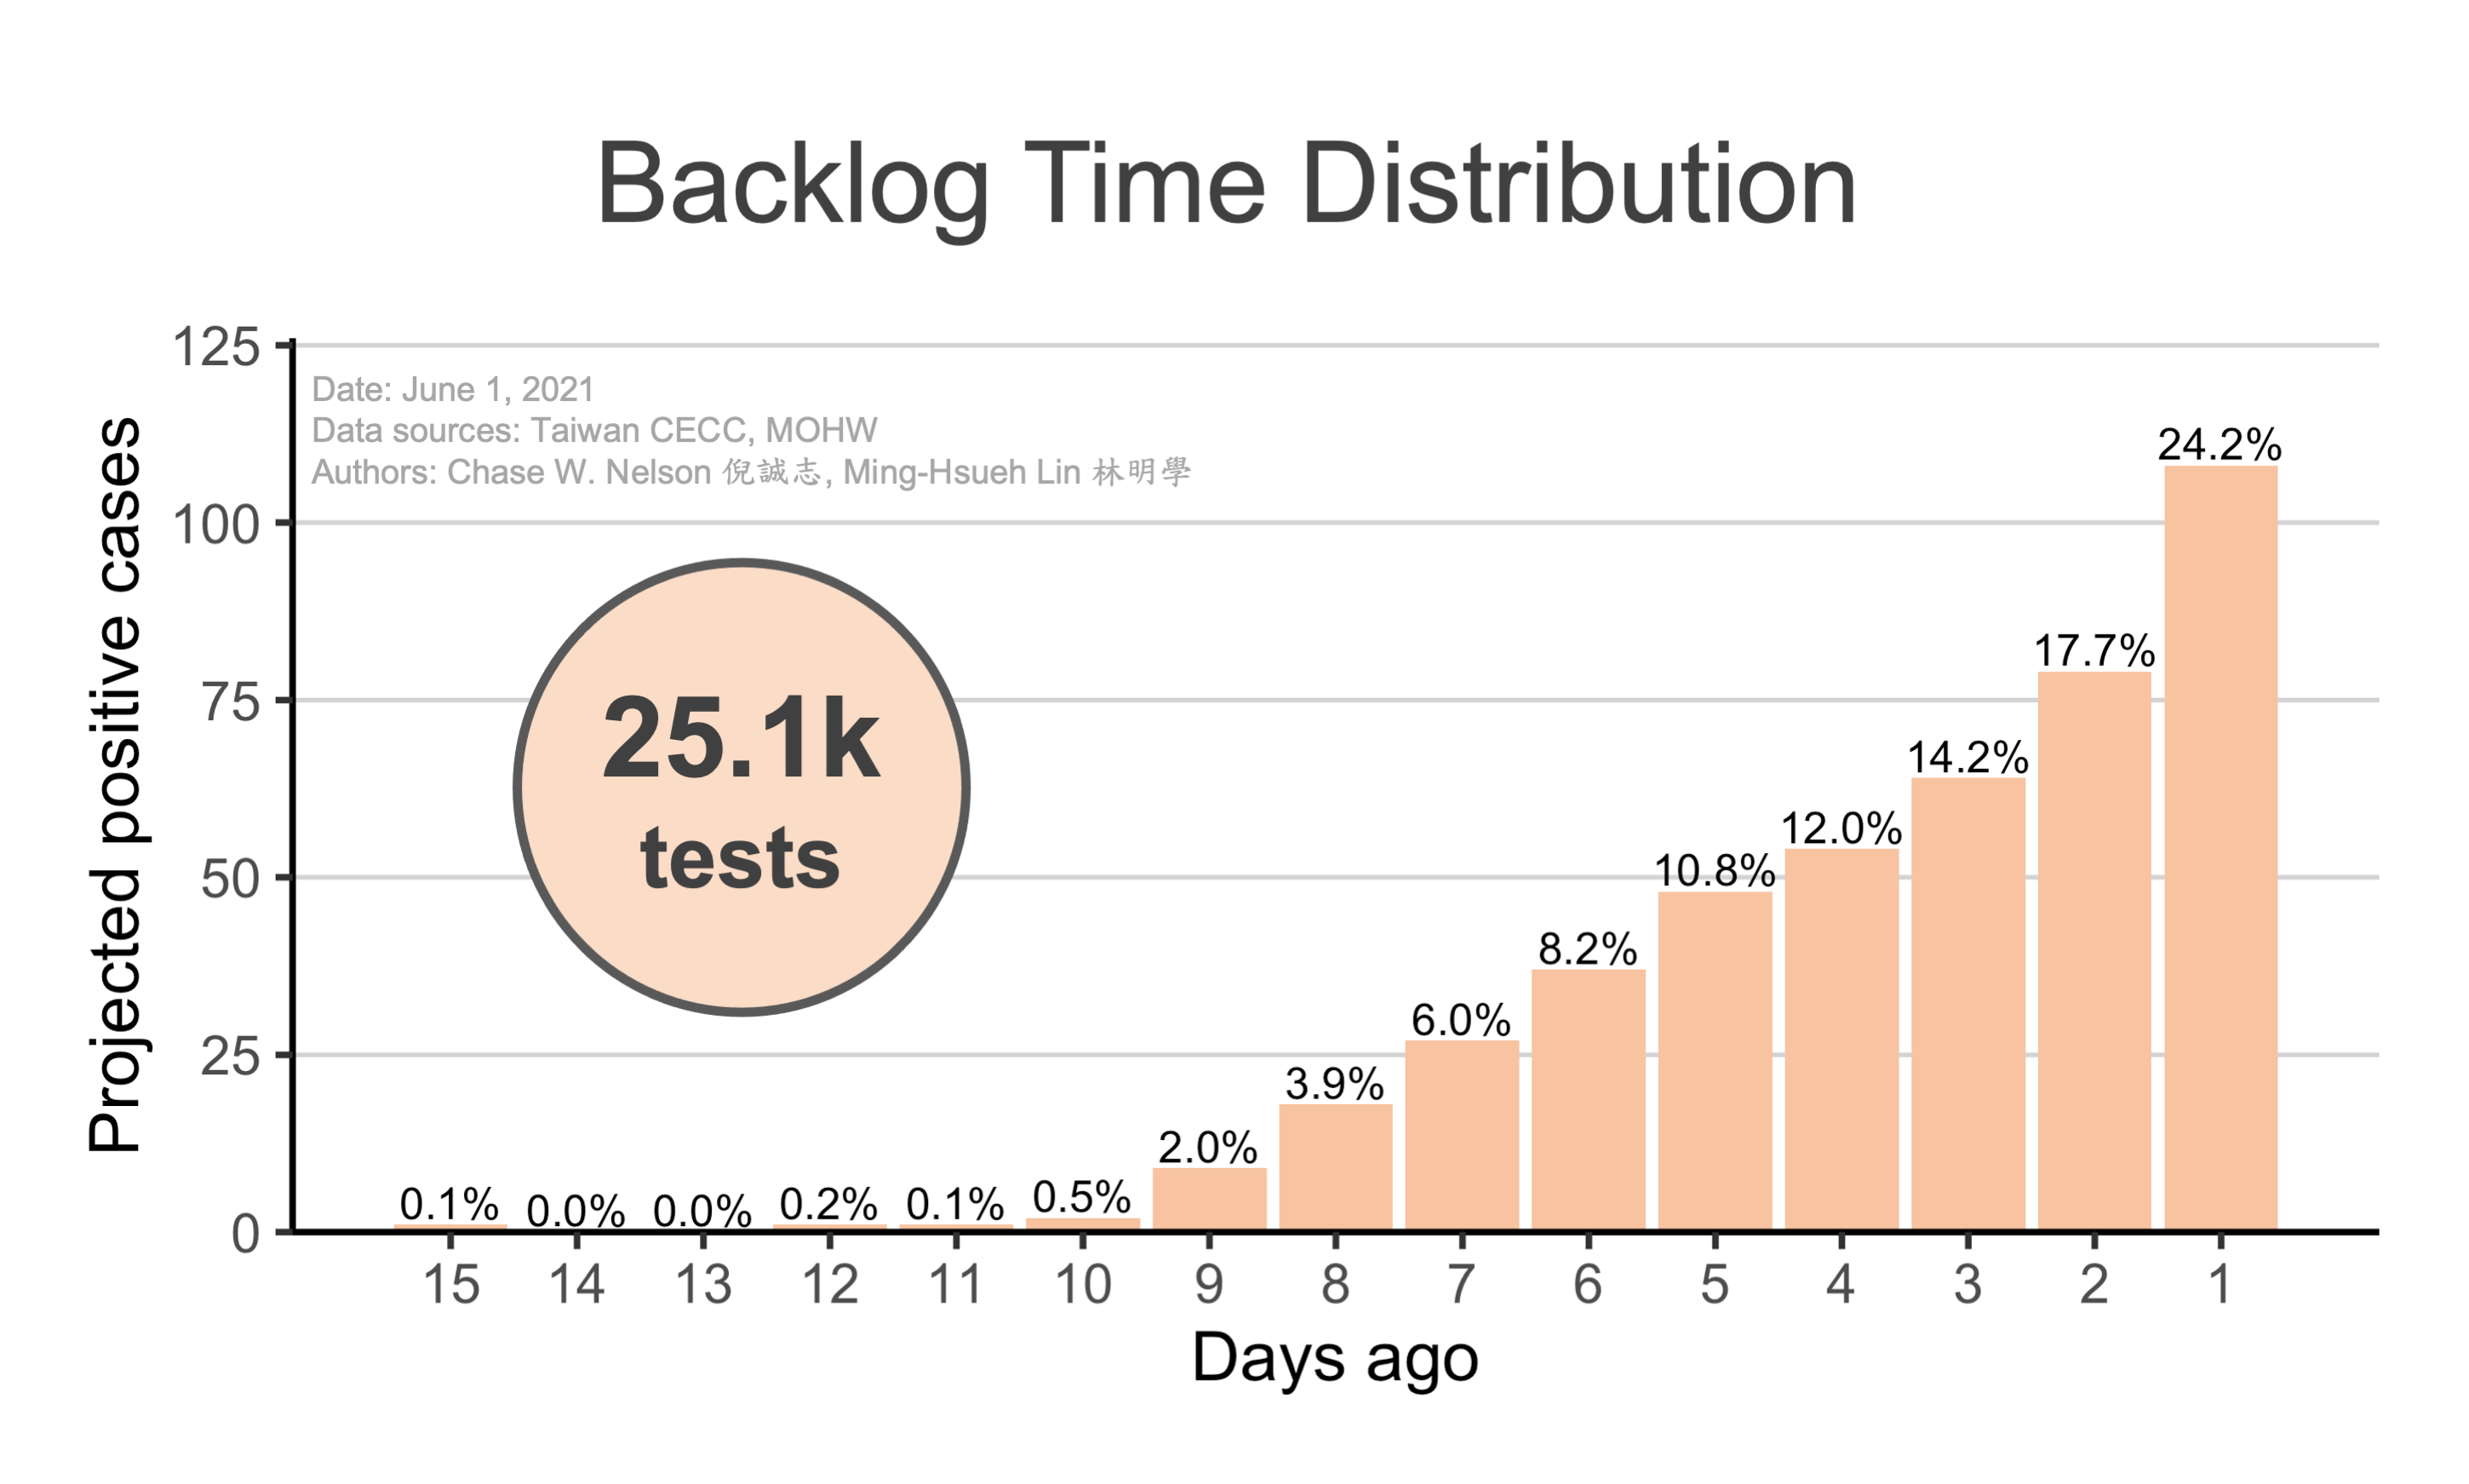 Backlog Time Distribution
Date: June 1, 2021
Data sources: Taiwan CECC, MOHW
Authors: Chase W. Nelson 倪誠志, Ming-Hsueh Lin 林明學
Projected positive cases
125
100
75
50
25
0
25.1k
tests
0.1%
0.0%
0.0%
0.2%
0.1%
0.5%
2.0%
3.9%
6.0%
8.2%
10.8%
12.0%
14.2%
17.7%
24.2%
15 14 13 12 11 10 9 8 7 6 5 4 3 2 1
Days ago